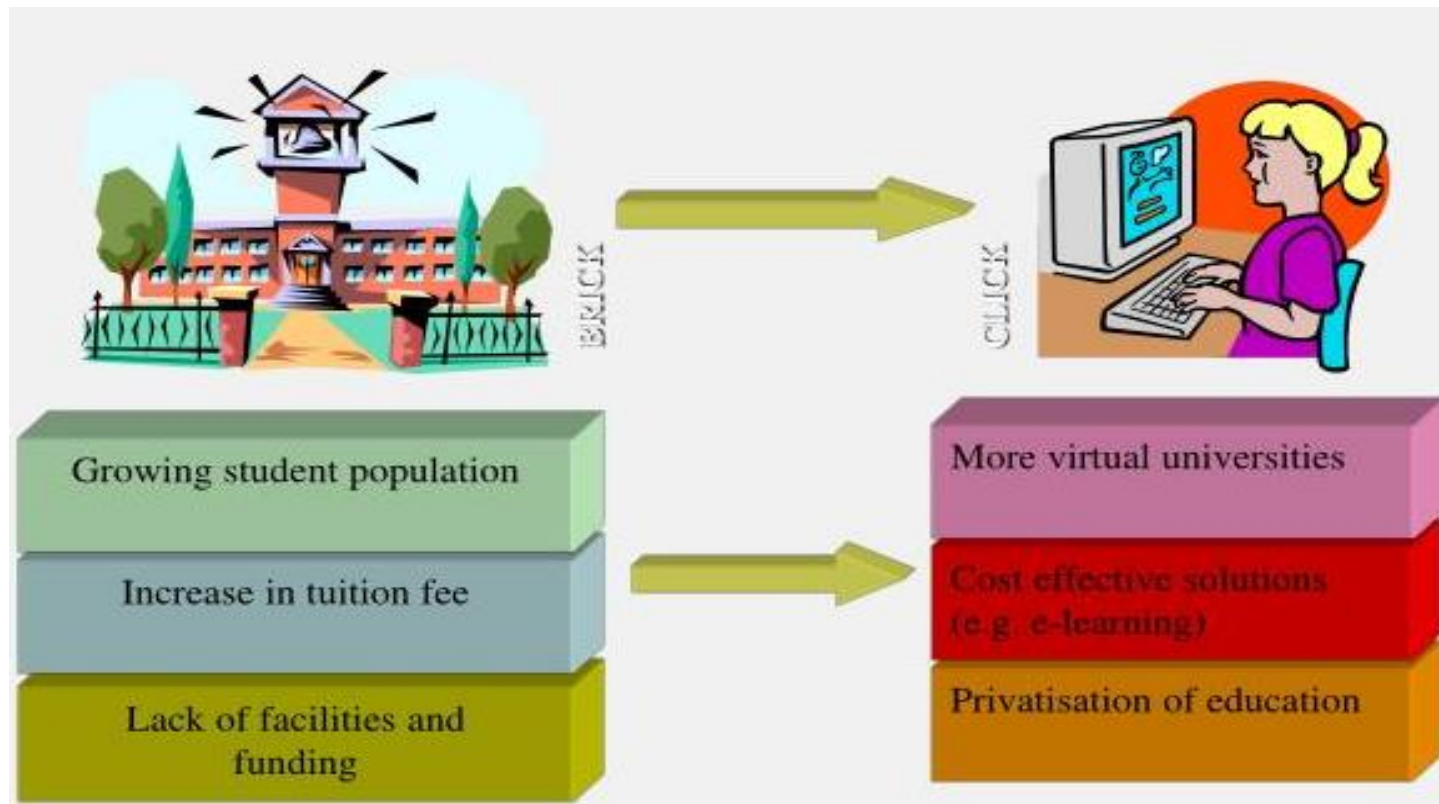 BRICK
CLICK
Growing student population
Increase in tuition fee
Lack of facilities and
funding
More virtual universities
Cost effective solutions
(e.g. e-learning)
Privatisation of education